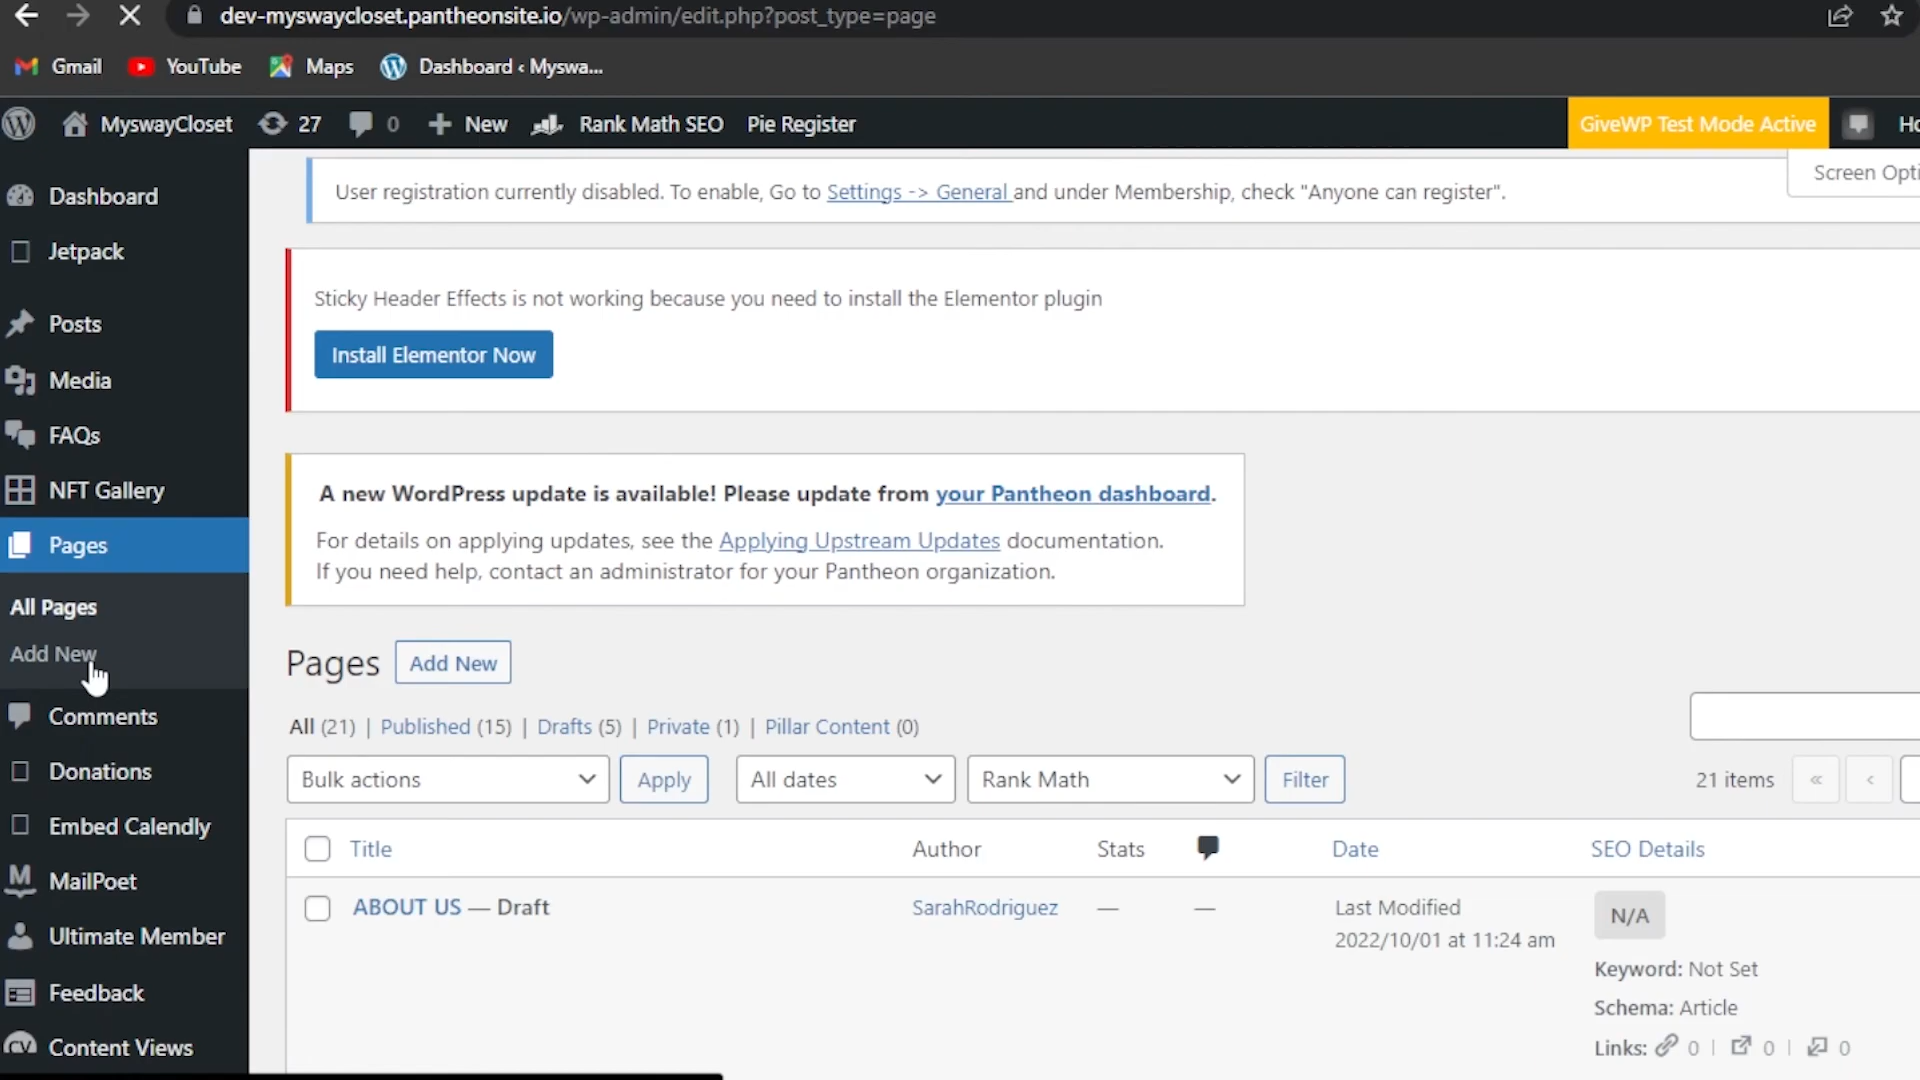 dev-myswaycloset.pantheonsite.io/wp-admin/edit.php?post_type=page
Gmail YouTube Maps Dashboard ‹ Myswa...
MyswayCloset 27 0 New Rank Math SEO Pie Register GiveWP Test Mode Active
Dashboard
Jetpack
Posts
Media
FAQs
NFT Gallery
Pages
All Pages
Add New
Comments
Donations
Embed Calendly
MailPoet
Ultimate Member
Feedback
Content Views
Screen
User registration currently disabled. To enable, Go to Settings -> General and under Membership, check "Anyone can register".
Sticky Header Effects is not working because you need to install the Elementor plugin
Install Elementor Now
A new WordPress update is available! Please update from your Pantheon dashboard.
For details on applying updates, see the Applying Upstream Updates documentation.
If you need help, contact an administrator for your Pantheon organization.
Pages Add New
All (21) | Published (15) | Drafts (5) | Private (1) | Pillar Content (0)
Bulk actions Apply All dates Rank Math Filter 21 items « ‹
Title Author Stats Date SEO Details
ABOUT US — Draft SarahRodriguez — — Last Modified
2022/10/01 at 11:24 am
N/A
Keyword: Not Set
Schema: Article
Links: 0 | 0 | 0